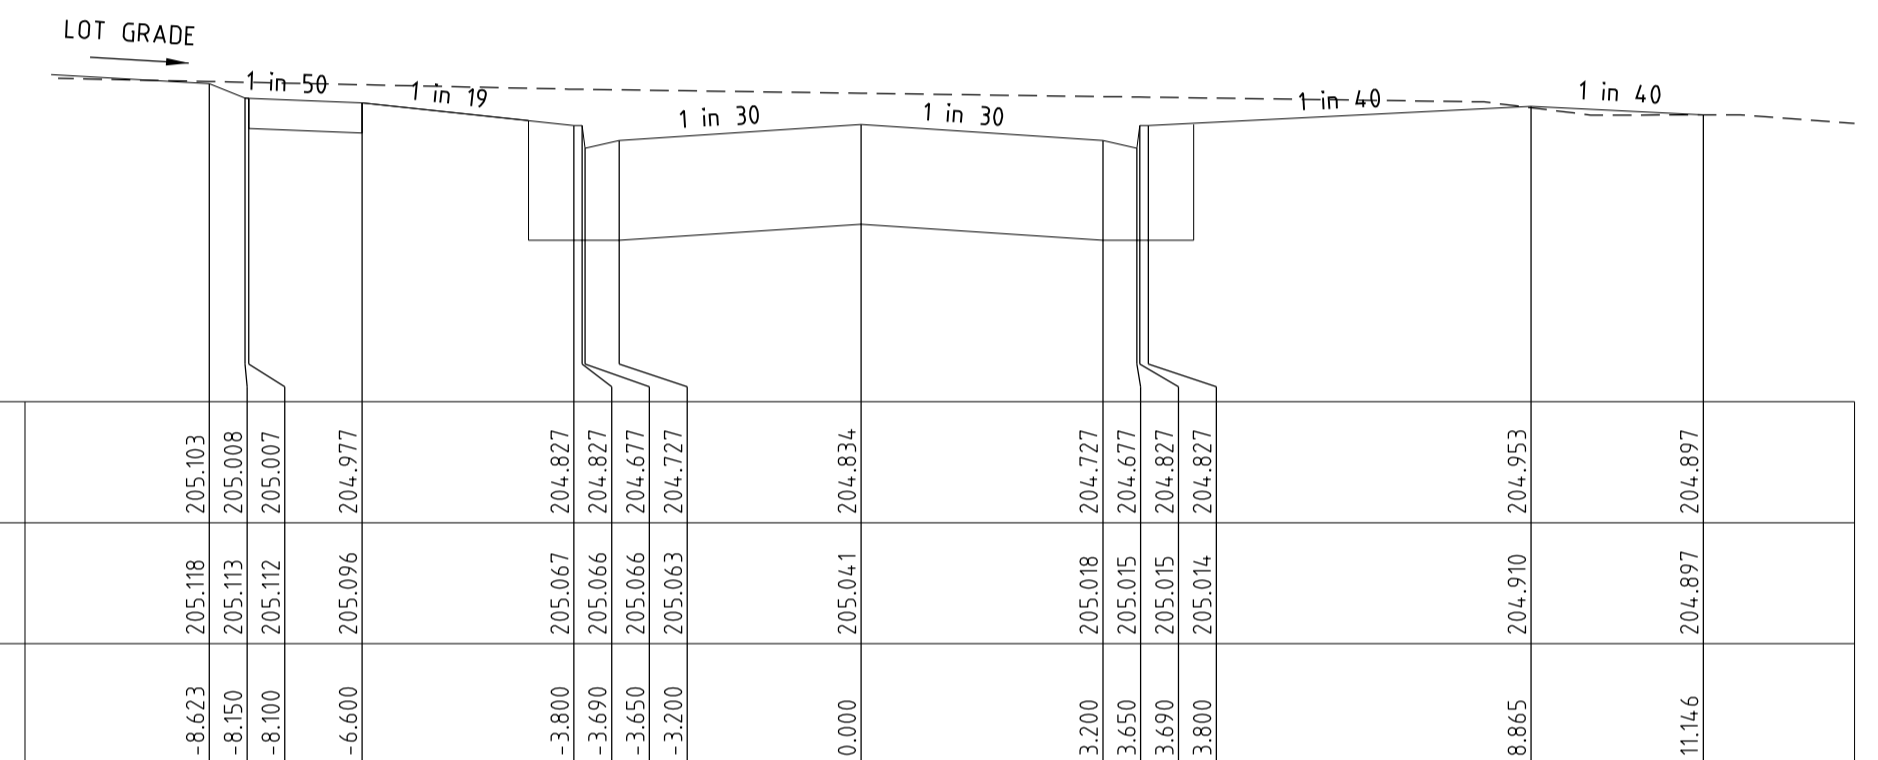 LOT GRADE
1 in 50
1 in 19
1 in 30
1 in 30
1 in 40
1 in 40
205.103 205.008 205.007 204.977 204.827 204.827 204.677 204.727 204.834 204.727 204.677 204.827 204.827 204.953 204.897
205.118 205.113 205.112 205.096 205.067 205.066 205.066 205.063 205.041 205.018 205.015 205.015 205.014 204.910 204.897
-8.623 -8.150 -8.100 -6.600 -3.800 -3.690 -3.650 -3.200 0.000 3.200 3.650 3.690 3.800 8.865 11.146